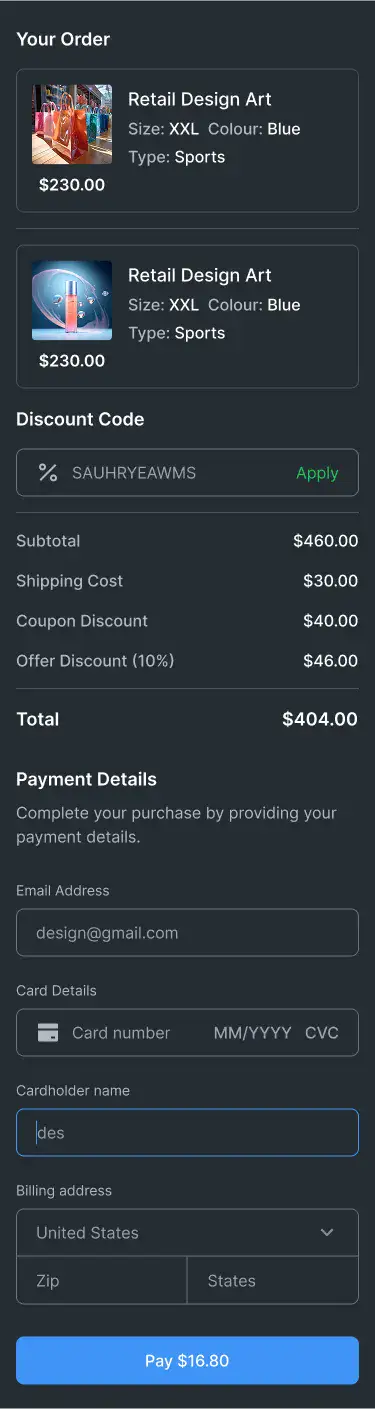 Your Order
Retail Design Art
Size: XXL Colour: Blue
Type: Sports
$230.00
Retail Design Art
Size: XXL Colour: Blue
Type: Sports
$230.00
Discount Code
SAUHRYEAWMS Apply
Subtotal $460.00
Shipping Cost $30.00
Coupon Discount $40.00
Offer Discount (10%) $46.00
Total $404.00
Payment Details
Complete your purchase by providing your
payment details.
Email Address
design@gmail.com
Card Details
Card number MM/YYYY CVC
Cardholder name
des
Billing address
United States
Zip States
Pay $16.80